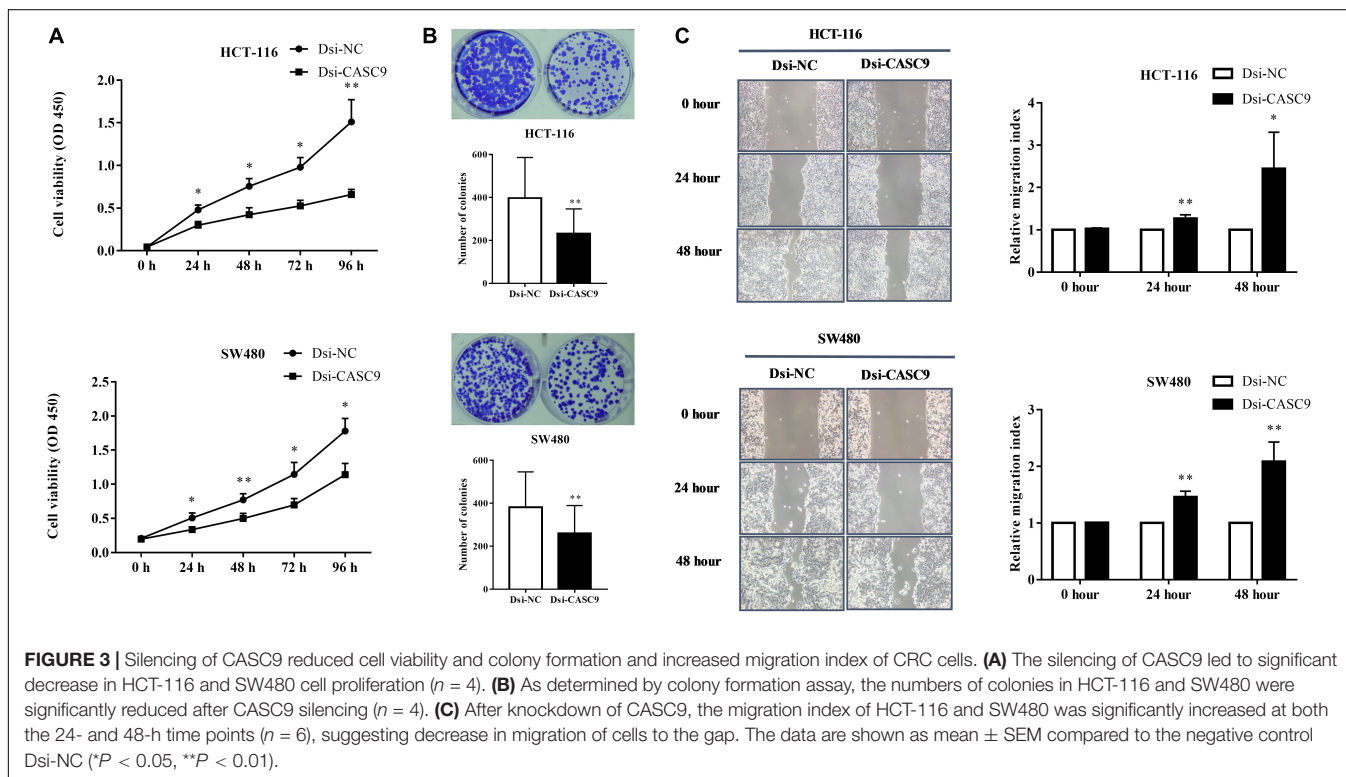 A
HCT-116
Dsi-NC
Dsi-CASC9
Cell viability (OD 450)
2.0
1.5
1.0
0.5
0.0
*
*
*
**
0 h 24 h 48 h 72 h 96 h
SW480
Dsi-NC
Dsi-CASC9
Cell viability (OD 450)
2.5
2.0
1.5
1.0
0.5
0.0
*
**
*
*
0 h 24 h 48 h 72 h 96 h
B
HCT-116
Number of colonies
600
400
200
0
**
Dsi-NC Dsi-CASC9
SW480
Number of colonies
600
400
200
0
**
Dsi-NC Dsi-CASC9
C
HCT-116
Dsi-NC Dsi-CASC9
0 hour
24 hour
48 hour
SW480
Dsi-NC Dsi-CASC9
0 hour
24 hour
48 hour
HCT-116
Dsi-NC
Dsi-CASC9
Relative migration index
4
3
2
1
0
**
*
0 hour 24 hour 48 hour
SW480
Dsi-NC
Dsi-CASC9
Relative migration index
3
2
1
0
**
**
0 hour 24 hour 48 hour
FIGURE 3 | Silencing of CASC9 reduced cell viability and colony formation and increased migration index of CRC cells. (A) The silencing of CASC9 led to significant
decrease in HCT-116 and SW480 cell proliferation (n = 4). (B) As determined by colony formation assay, the numbers of colonies in HCT-116 and SW480 were
significantly reduced after CASC9 silencing (n = 4). (C) After knockdown of CASC9, the migration index of HCT-116 and SW480 was significantly increased at both
the 24- and 48-h time points (n = 6), suggesting decrease in migration of cells to the gap. The data are shown as mean ± SEM compared to the negative control
Dsi-NC (*P < 0.05, **P < 0.01).